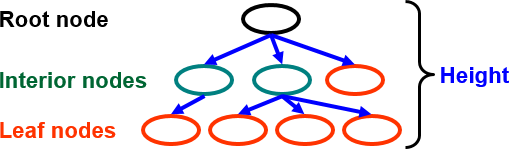 Root node
Interior nodes
Height
Leaf nodes